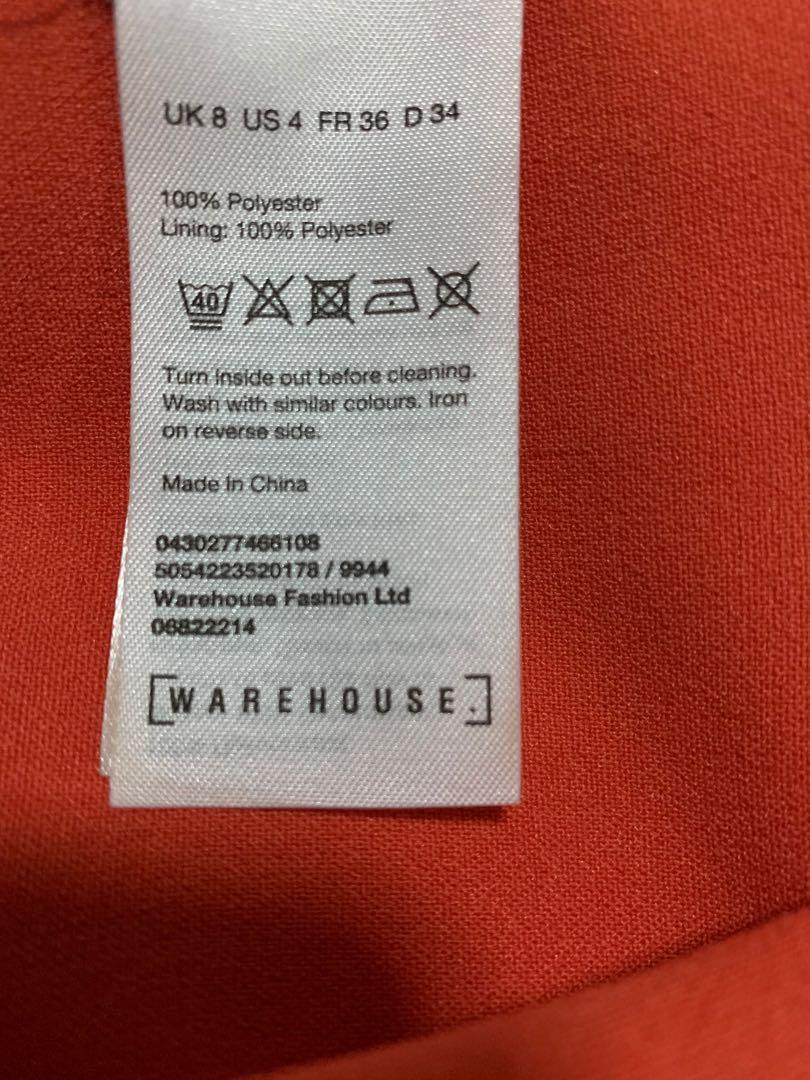 UK 8 US 4 FR 36 D 34
100% Polyester
Lining: 100% Polyester
40
Turn inside out before cleaning.
Wash with similar colours. Iron
on reverse side.
Made in China
0430277466108
5054223520178 / 9944
Warehouse Fashion Ltd
06822214
[WAREHOUSE.]